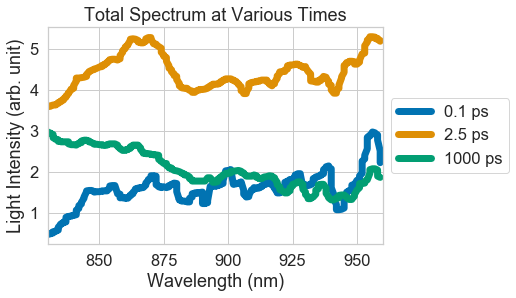 Total Spectrum at Various Times
Light Intensity (arb. unit)
5
4
3
2
1
850
875
900
925
950
Wavelength (nm)
0.1 ps
2.5 ps
1000 ps